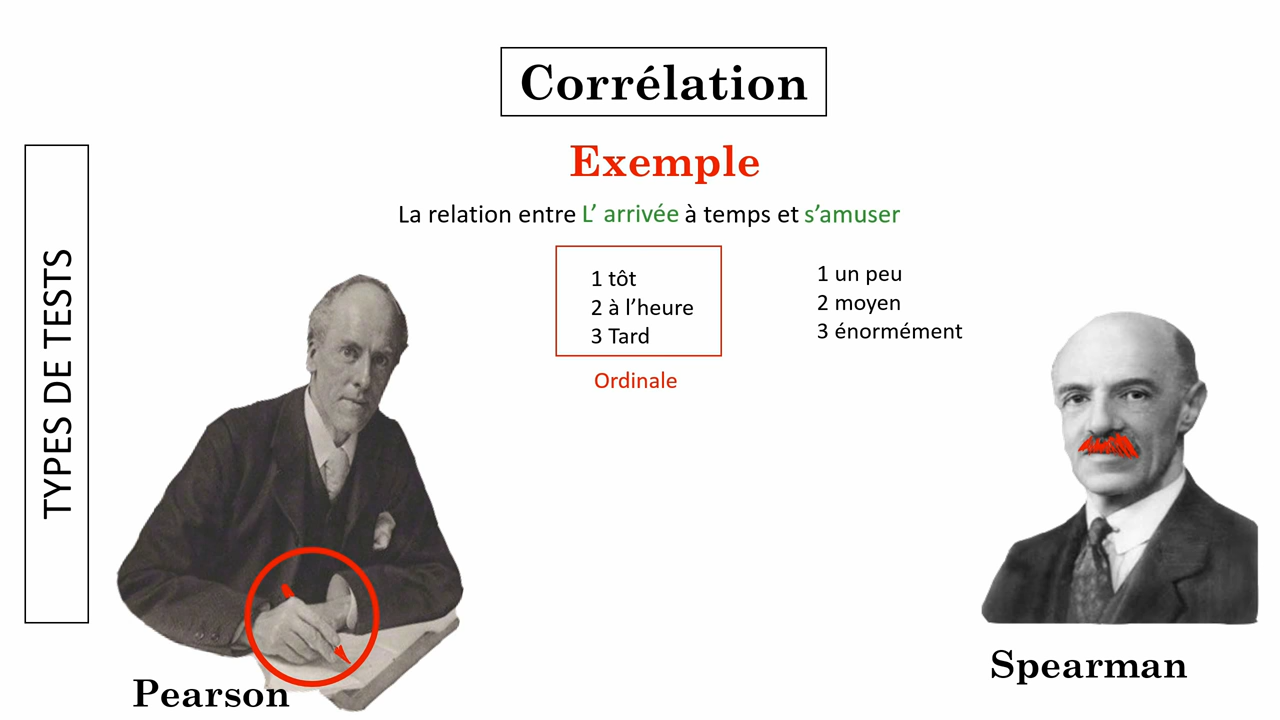 Corrélation
Exemple
La relation entre L' arrivée à temps et s'amuser
1 tôt
2 à l'heure
3 Tard
Ordinale
1 un peu
2 moyen
3 énormément
TYPES DE TESTS
Pearson
Spearman